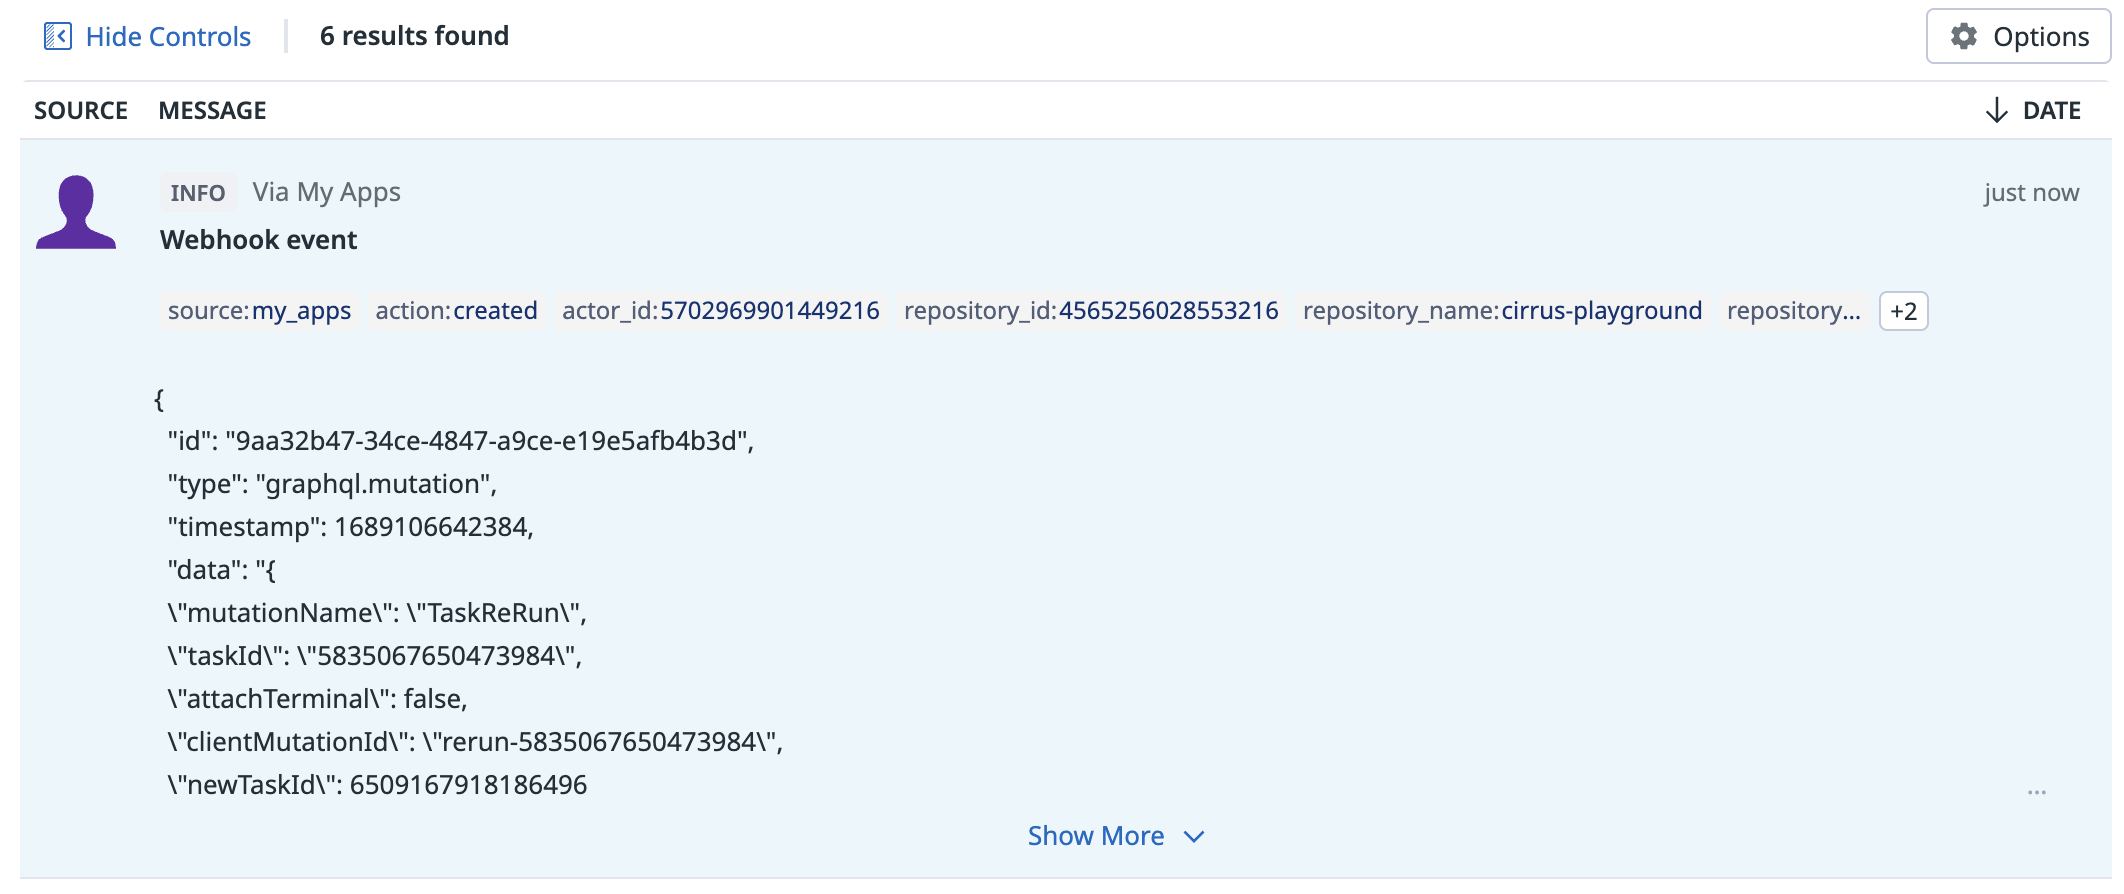 Hide Controls 6 results found Options
SOURCE MESSAGE DATE
INFO Via My Apps just now
Webhook event
source:my_apps action:created actor_id:5702969901449216 repository_id:4565256028553216 repository_name:cirrus-playground repository... +2
{
"id": "9aa32b47-34ce-4847-a9ce-e19e5afb4b3d",
"type": "graphql.mutation",
"timestamp": 1689106642384,
"data": "{
\"mutationName\": \"TaskReRun\",
\"taskId\": \"5835067650473984\",
\"attachTerminal\": false,
\"clientMutationId\": \"rerun-5835067650473984\",
\"newTaskId\": 6509167918186496
...
Show More